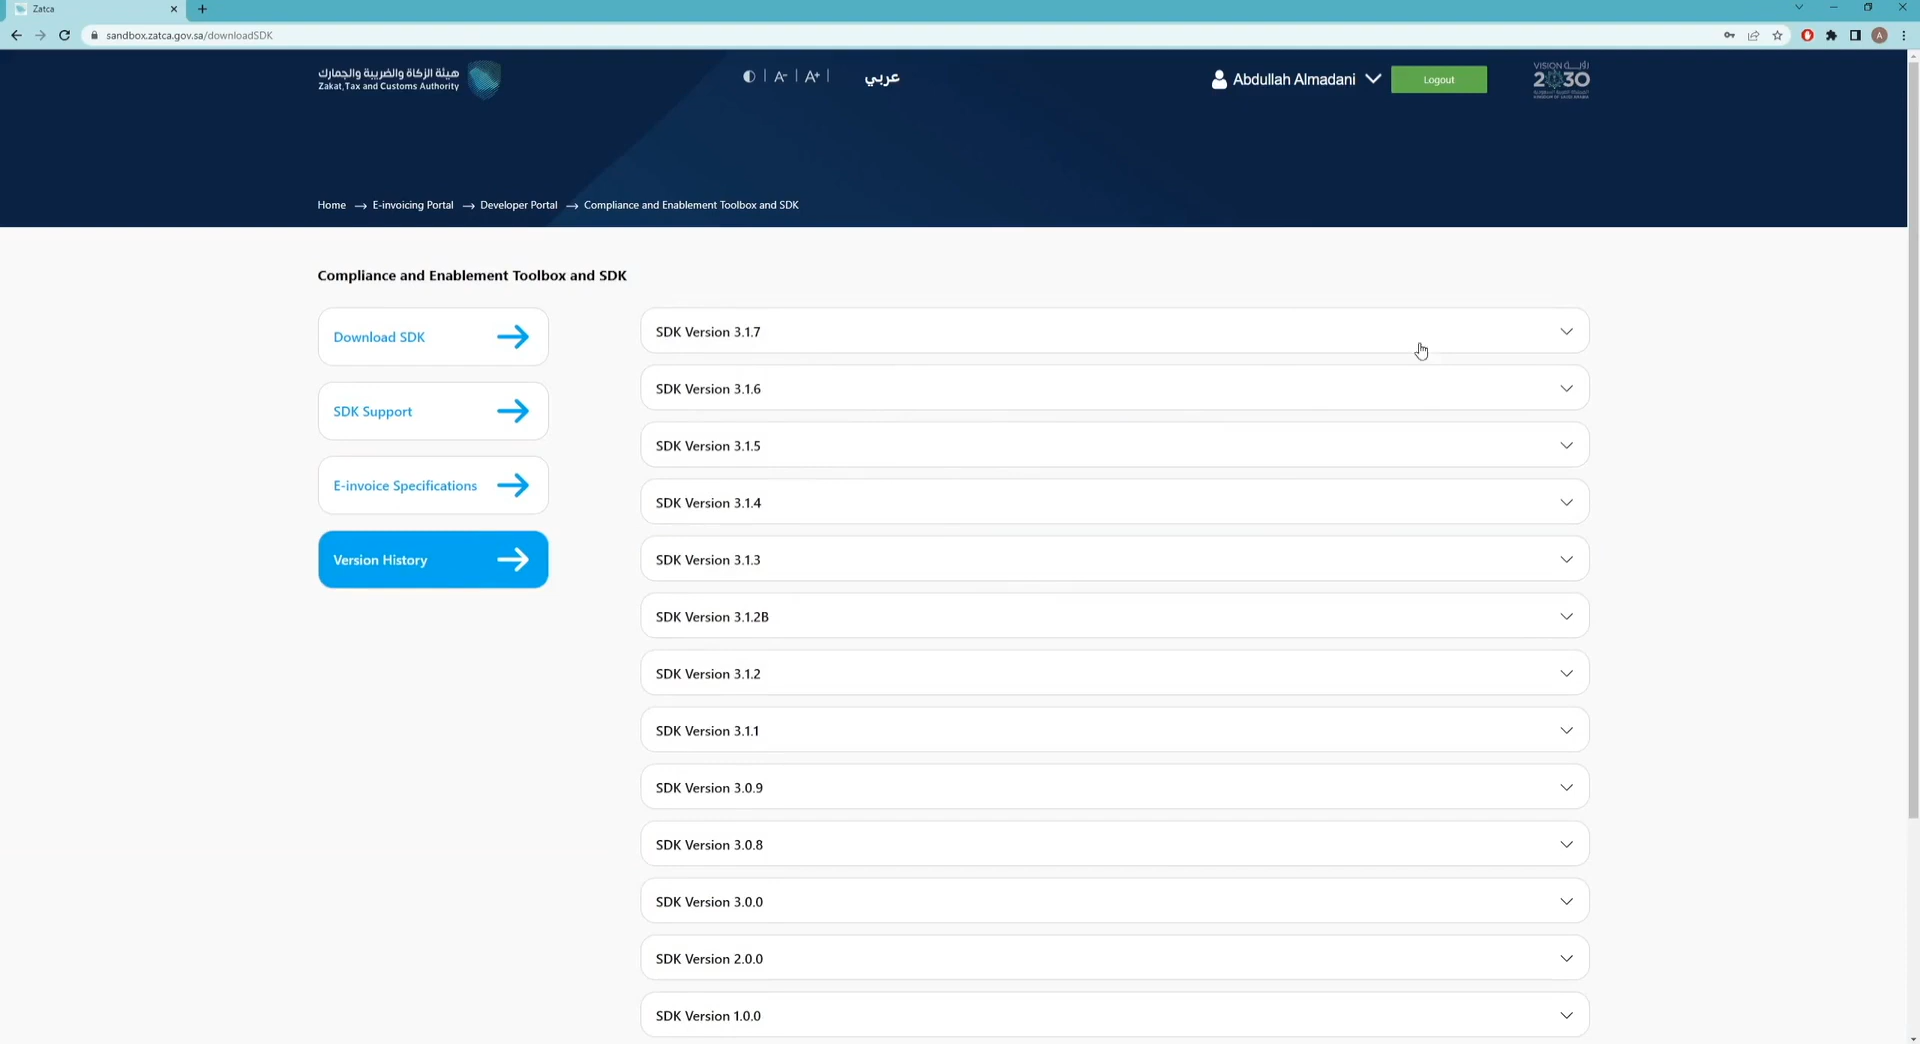 Zatca
sandbox.zatca.gov.sa/downloadSDK
A
هيئة الزكاة والضريبة والجمارك
Zakat, Tax and Customs Authority
A-
A+
عربي
Abdullah Almadani
Logout
VISION رؤيــة
2030
Home → E-invoicing Portal → Developer Portal → Compliance and Enablement Toolbox and SDK
Compliance and Enablement Toolbox and SDK
Download SDK
SDK Support
E-invoice Specifications
Version History
SDK Version 3.1.7
SDK Version 3.1.6
SDK Version 3.1.5
SDK Version 3.1.4
SDK Version 3.1.3
SDK Version 3.1.2B
SDK Version 3.1.2
SDK Version 3.1.1
SDK Version 3.0.9
SDK Version 3.0.8
SDK Version 3.0.0
SDK Version 2.0.0
SDK Version 1.0.0